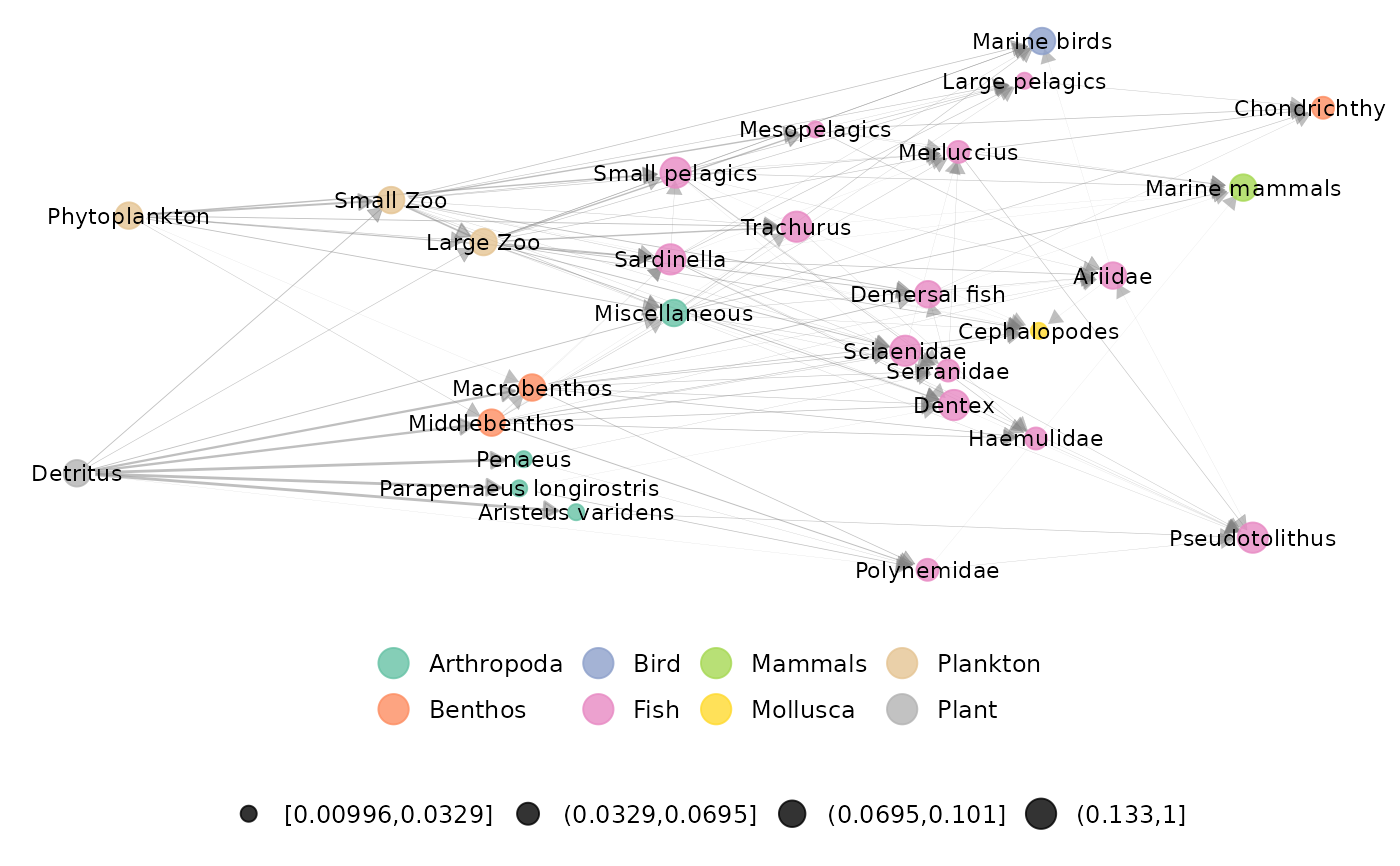 Marine birds
Large pelagics
Chondrichthy
Mesopelagics
Merluccius
Small pelagics
Marine mammals
Small Zoo
Phytoplankton
Trachurus
Large Zoo
Sardinella
Ariidae
Demersal fish
Miscellaneous
Cephalopodes
Sciaenidae
Serranidae
Macrobenthos
Dentex
Middlebenthos
Haemulidae
Penaeus
Detritus
Parapenaeus longirostris
Aristeus varidens
Pseudotolithus
Polynemidae
Arthropoda Bird Mammals Plankton
Benthos Fish Mollusca Plant
[0.00996,0.0329] (0.0329,0.0695] (0.0695,0.101] (0.133,1]